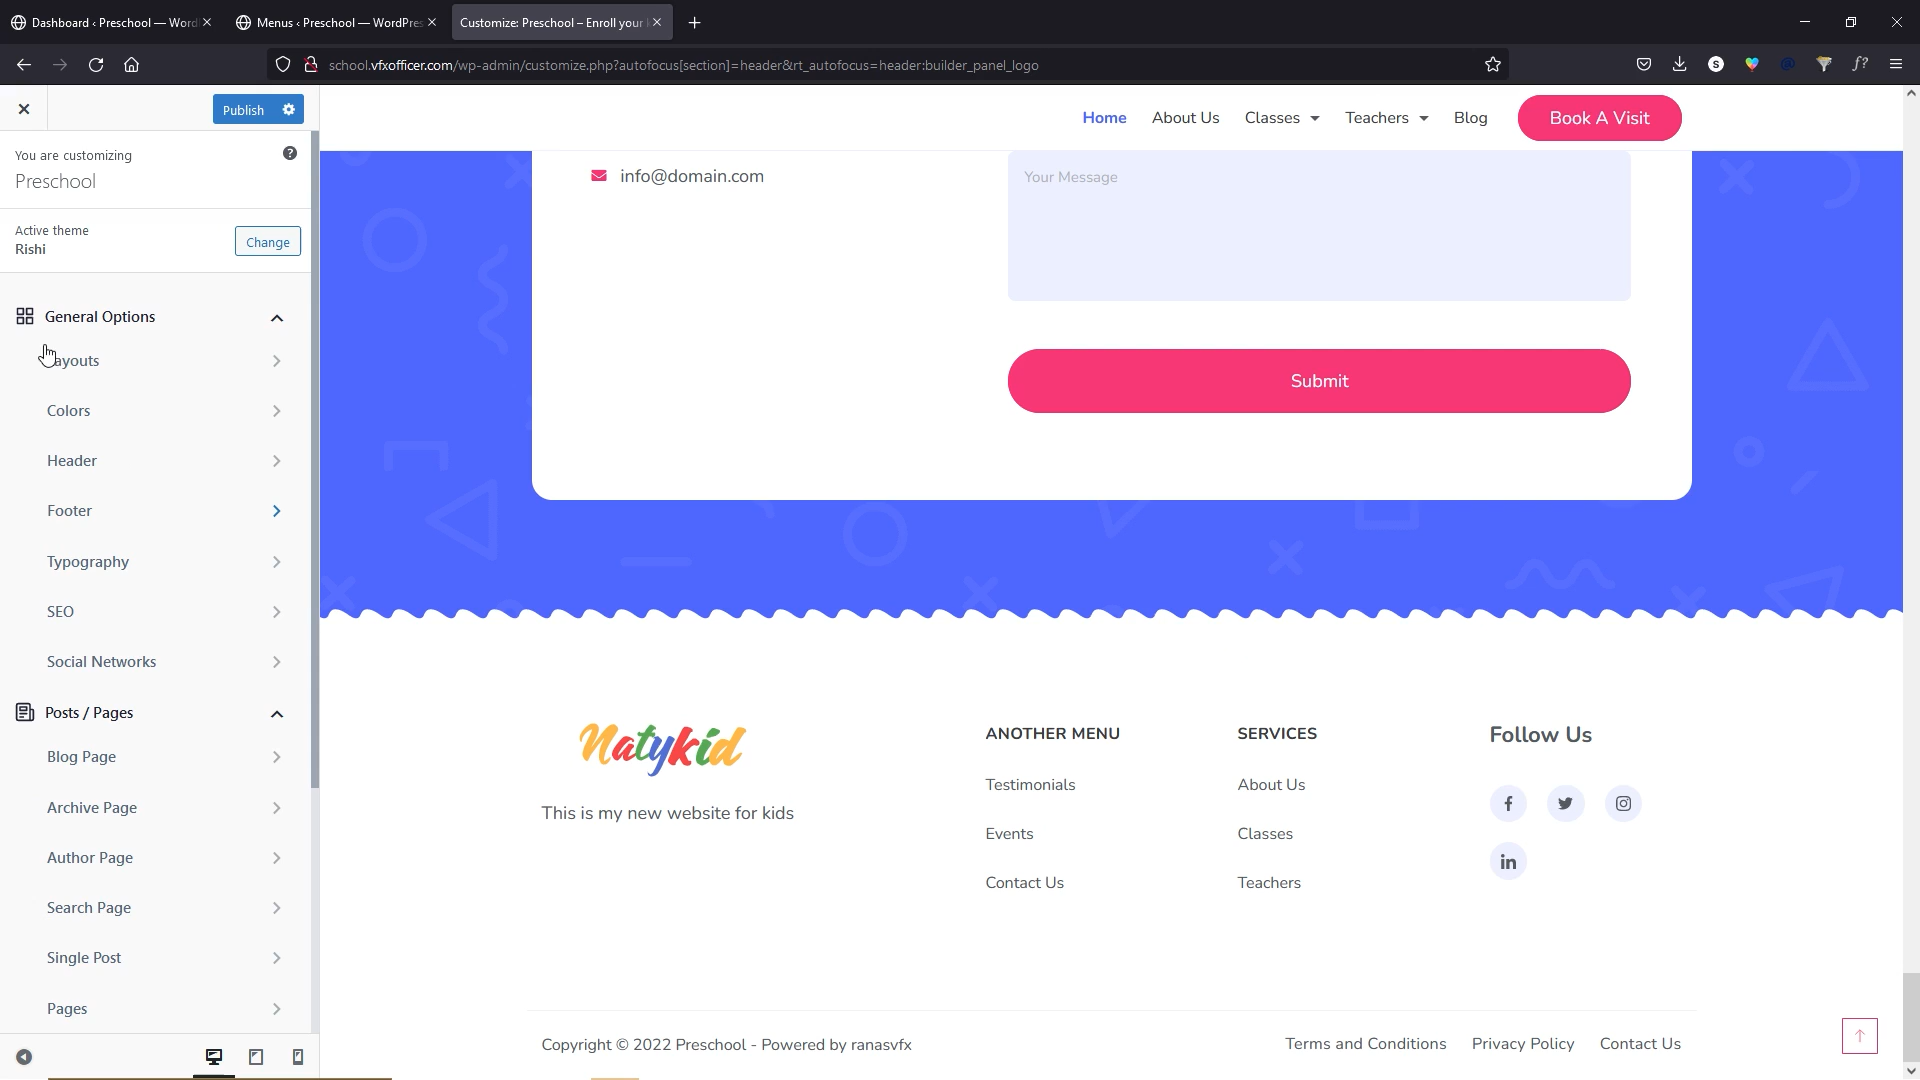 Dashboard ‹ Preschool — Word
Menus ‹ Preschool — WordPres
Customize: Preschool – Enroll your k
school.vfxofficer.com/wp-admin/customize.php?autofocus[section]=header&rt_autofocus=header:builder_panel_logo
Publish
You are customizing
Preschool
Active theme
Rishi
Change
General Options
Layouts
Colors
Header
Footer
Typography
SEO
Social Networks
Posts / Pages
Blog Page
Archive Page
Author Page
Search Page
Single Post
Pages
Home
About Us
Classes
Teachers
Blog
Book A Visit
info@domain.com
Your Message
Submit
Natykid
This is my new website for kids
ANOTHER MENU
Testimonials
Events
Contact Us
SERVICES
About Us
Classes
Teachers
Follow Us
Copyright © 2022 Preschool - Powered by ranasvfx
Terms and Conditions
Privacy Policy
Contact Us